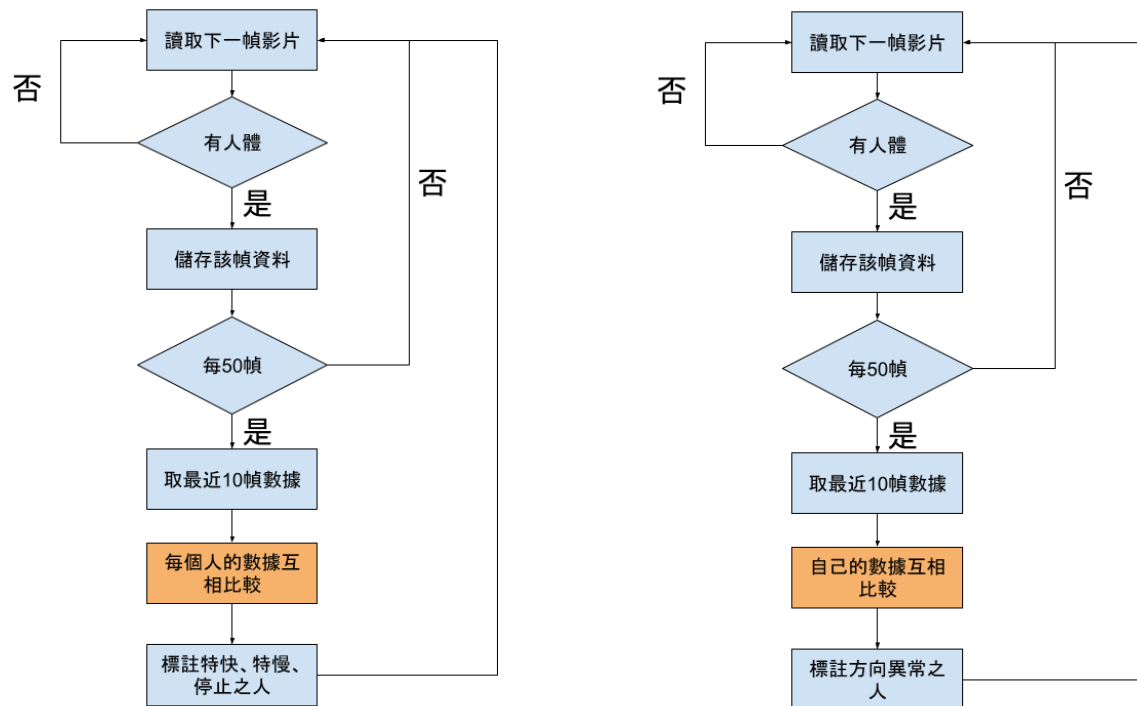 讀取下一幀影片
否
有人體
是
否
儲存該幀資料
每50幀
是
取最近10幀數據
每個人的數據互
相比較
標註特快、特慢、
停止之人
讀取下一幀影片
否
有人體
是
否
儲存該幀資料
每50幀
是
取最近10幀數據
自己的數據互相
比較
標註方向異常之
人